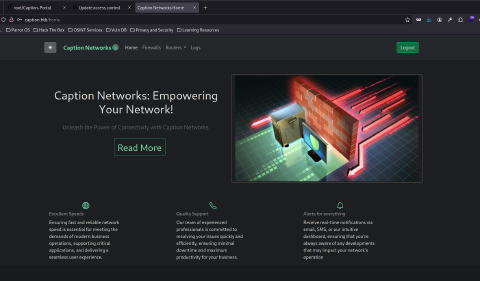 root/Caption-Portal
Update access control
Caption Networks Home
caption.htb/home
Parrot OS Hack The Box OSINT Services Vuln DB Privacy and Security Learning Resources
Caption Networks Home Firewalls Routers Logs Logout
Caption Networks: Empowering
Your Network!
Unleash the Power of Connectivity with Caption Networks.
Read More
Excellent Speeds
Ensuring fast and reliable network
speed is essential for meeting the
demands of modern business
operations, supporting critical
applications, and delivering a
seamless user experience.
Quality Support
Our team of experienced
professionals is committed to
resolving your issues quickly and
efficiently, ensuring minimal
downtime and maximum
productivity for your business.
Alerts for everything
Receive real-time notifications via
email, SMS, or our intuitive
dashboard, ensuring that you're
always aware of any developments
that may impact your network's
operation